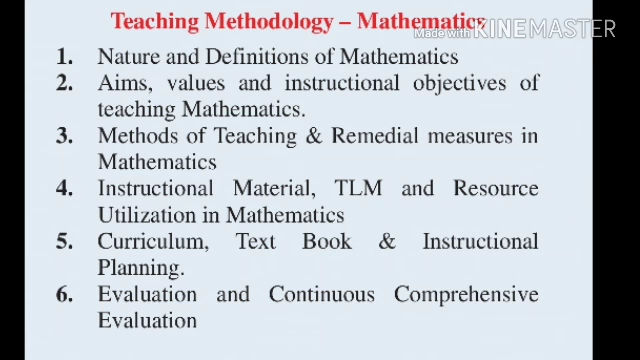 Teaching Methodology – Mathematics
Made with KINEMASTER
1. Nature and Definitions of Mathematics
2. Aims, values and instructional objectives of
teaching Mathematics.
3. Methods of Teaching & Remedial measures in
Mathematics
4. Instructional Material, TLM and Resource
Utilization in Mathematics
5. Curriculum, Text Book & Instructional
Planning.
6. Evaluation and Continuous Comprehensive
Evaluation